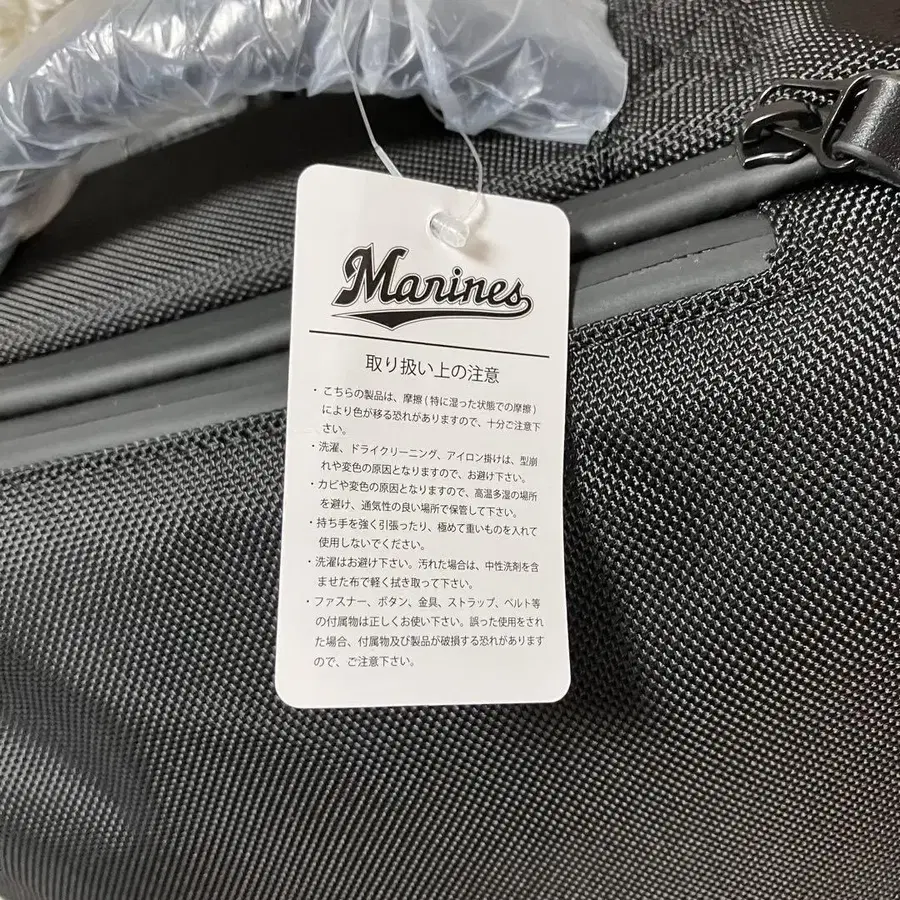 Marines
取り扱い上の注意
・こちらの製品は、摩擦(特に湿った状態での摩擦)
により色が移る恐れがありますので、十分ご注意下
さい。
・洗濯、ドライクリーニング、アイロン掛けは、型崩
れや変色の原因となりますので、お避け下さい。
・カビや変色の原因となりますので、高温多湿の場所
を避け、通気性の良い場所で保管して下さい。
・持ち手を強く引張ったり、極めて重いものを入れて
使用しないでください。
・洗濯はお避け下さい。汚れた場合は、中性洗剤を含
ませた布で軽く拭き取って下さい。
・ファスナー、ボタン、金具、ストラップ、ベルト等
の付属物は正しくお使い下さい。誤った使用をされ
た場合、付属物及び製品が破損する恐れがあります
ので、ご注意下さい。